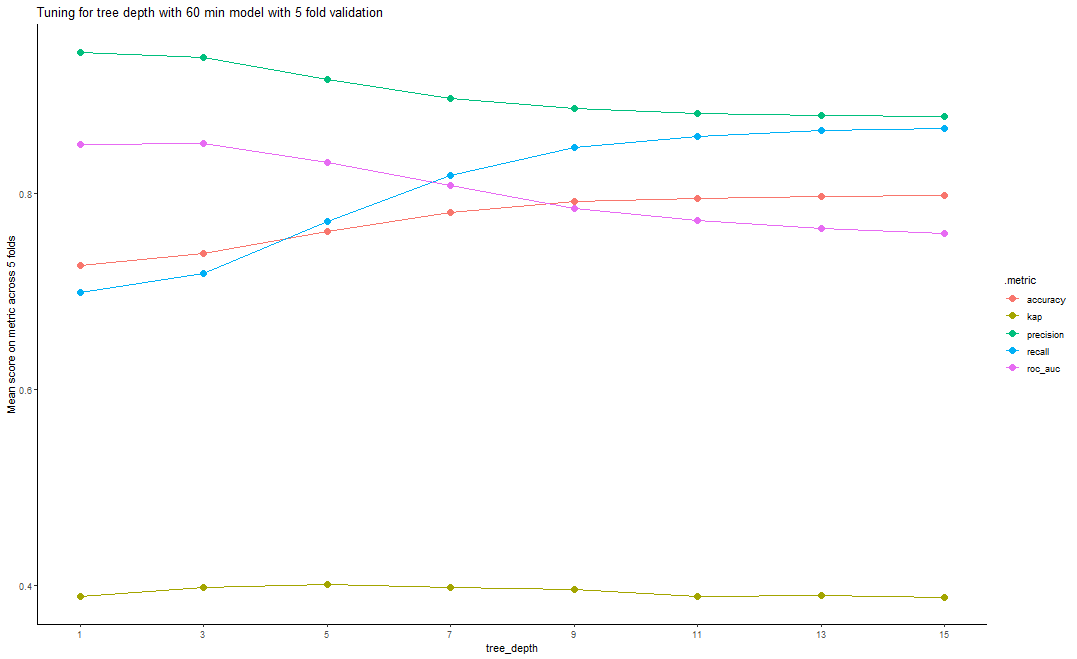 Tuning for tree depth with 60 min model with 5 fold validation
Mean score on metric across 5 folds
0.8
0.6
0.4
1 3 5 7 9 11 13 15
tree_depth
.metric
accuracy
kap
precision
recall
roc_auc